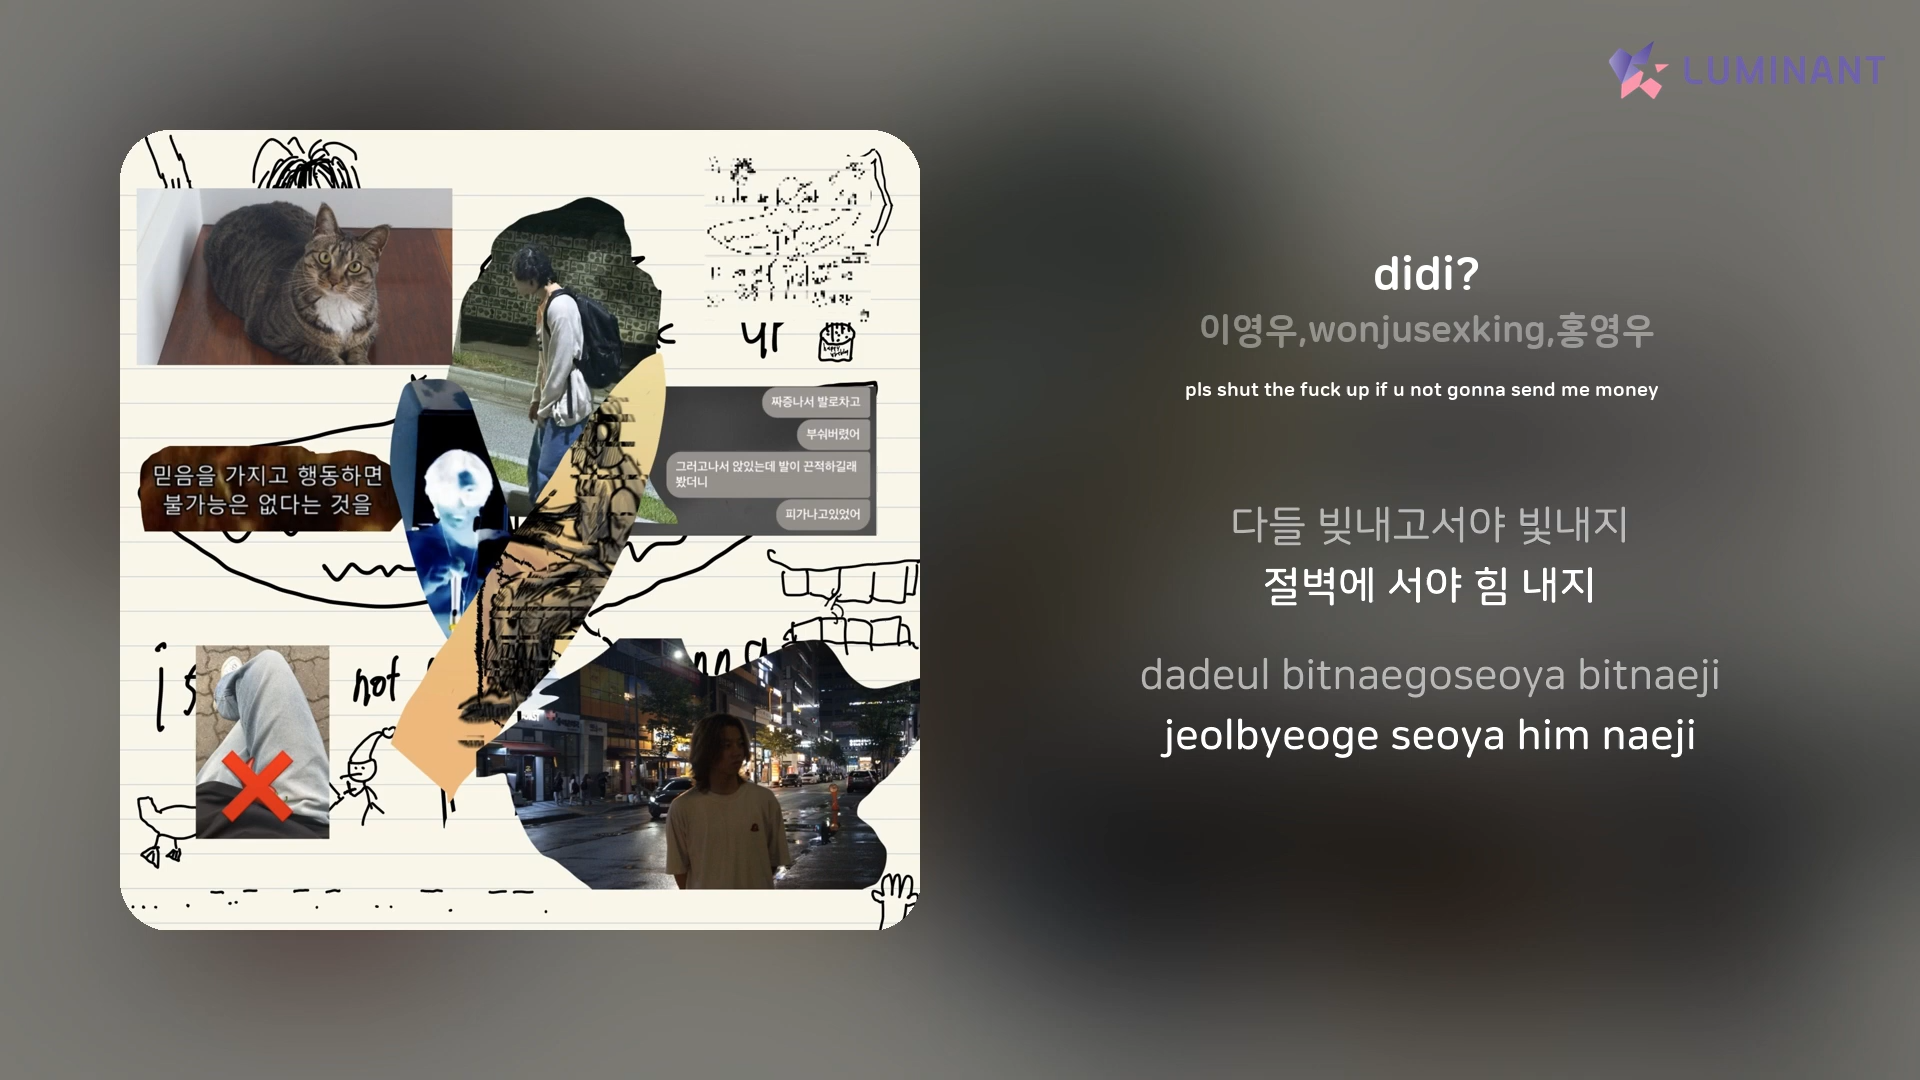 LUMINANT
didi?
이영우,wonjusexking,홍영우
pls shut the fuck up if u not gonna send me money
다들 빚내고서야 빛내지
절벽에 서야 힘 내지
dadeul bitnaegoseoya bitnaeji
jeolbyeoge seoya him naeji
yr
짜증나서 발로차고
부숴버렸어
그러고나서 앉있는데 발이 끈적하길래
봤더니
피가나고있었어
믿음을 가지고 행동하면
불가능은 없다는 것을
is
not